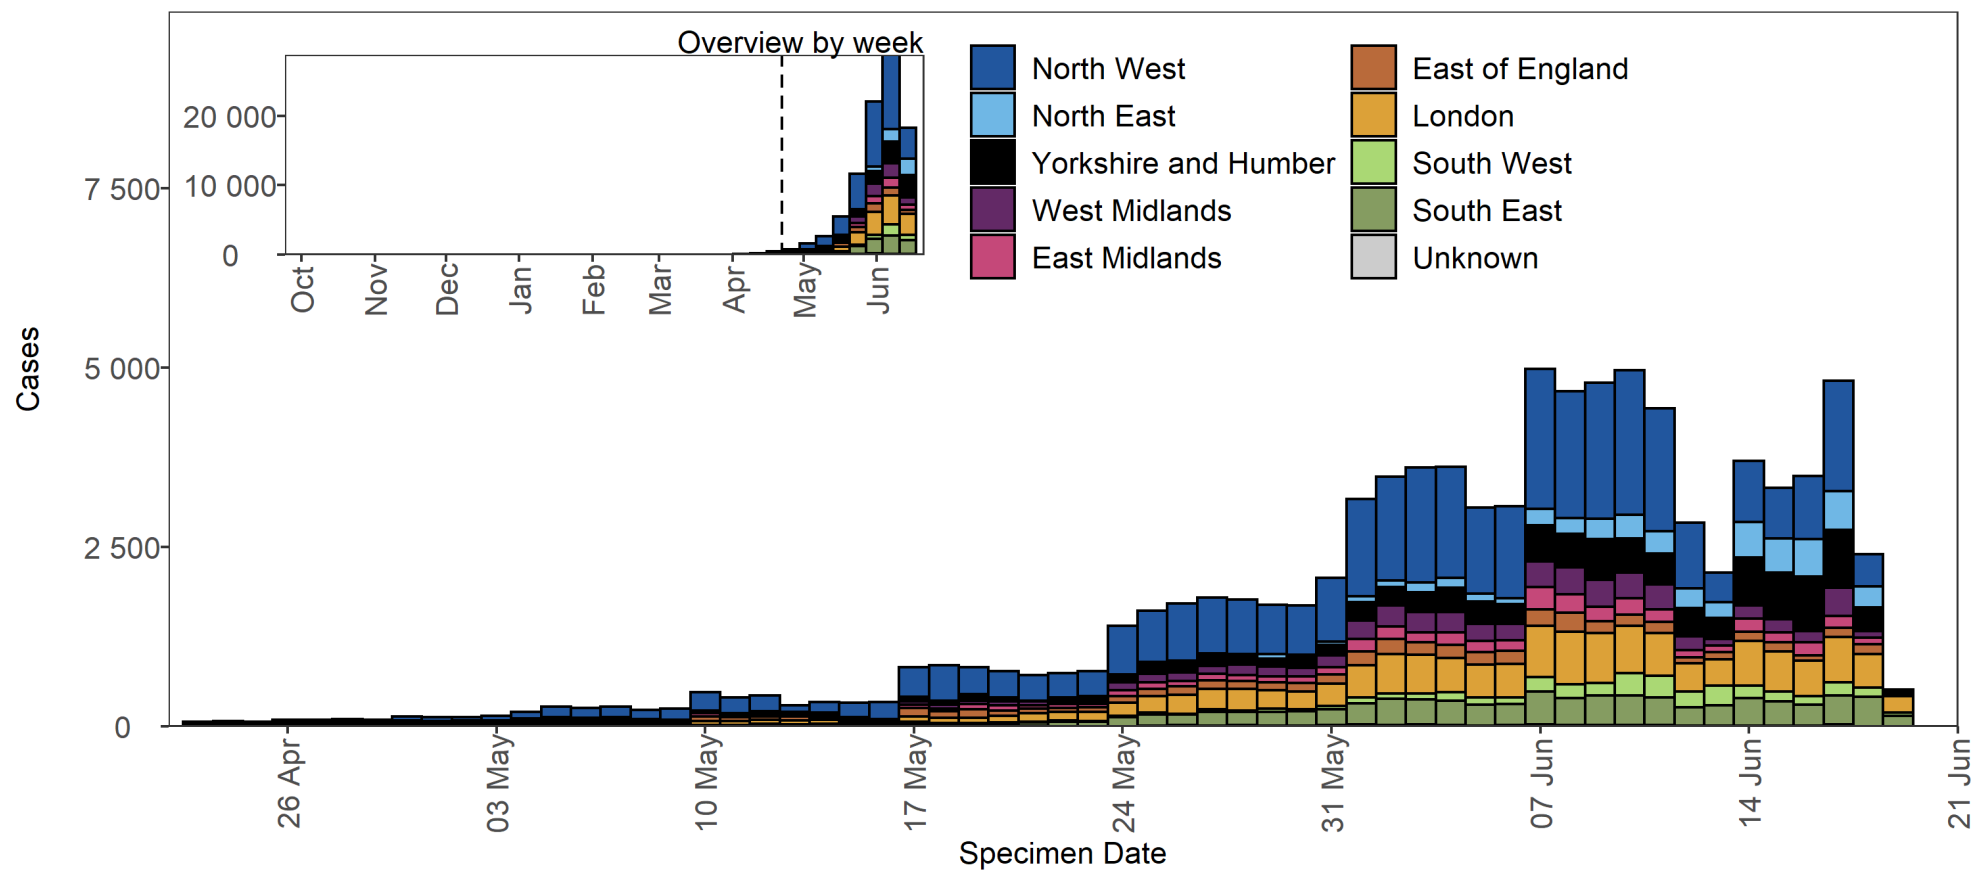 Overview by week
20 000
10 000
0
Oct
Nov
Dec
Jan
Feb
Mar
Apr
May
Jun
North West
North East
Yorkshire and Humber
West Midlands
East Midlands
East of England
London
South West
South East
Unknown
Cases
7 500
5 000
2 500
0
26 Apr
03 May
10 May
17 May
24 May
31 May
07 Jun
14 Jun
21 Jun
Specimen Date